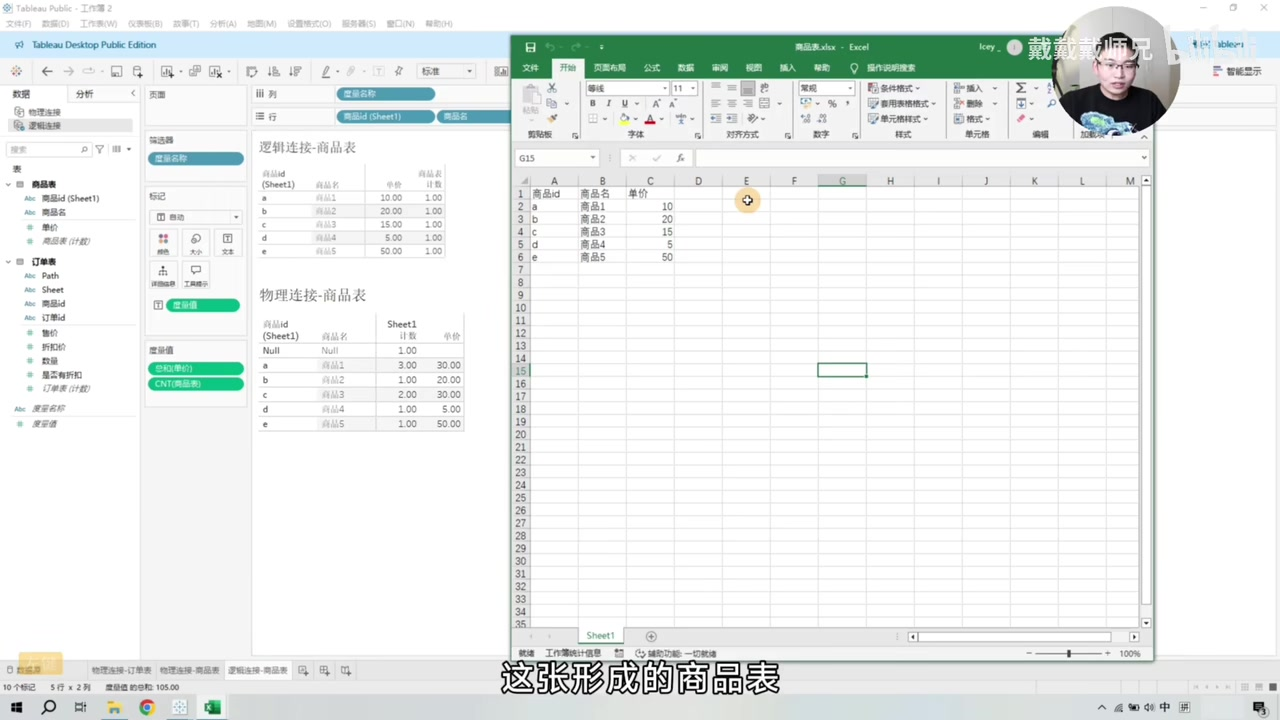 Tableau Public - 工作簿 2
文件(F) 数据(D) 工作表(W) 仪表板(B) 故事(T) 分析(A) 地图(M) 设置格式(O) 服务器(S) 窗口(N) 帮助(H)
Tableau Desktop Public Edition
标准
智能显示
数据 分析
物理连接
逻辑连接
搜索
表
商品表
Abc 商品id (Sheet1)
Abc 商品名
单价
商品表 (计数)
订单表
Abc Path
Abc Sheet
Abc 商品id
Abc 订单id
售价
折扣价
数量
是否有折扣
订单表 (计数)
Abc 度量名称
度量值
页面
筛选器
度量名称
标记
自动
颜色 大小 文本
详细信息 工具提示
度量值
度量值
总和(单价)
CNT(商品表)
列 度量名称
行 商品id (Sheet1) 商品名
逻辑连接-商品表
商品id (Sheet1) 商品名 单价 商品表 计数
a 商品1 10.00 1.00
b 商品2 20.00 1.00
c 商品3 15.00 1.00
d 商品4 5.00 1.00
e 商品5 50.00 1.00
物理连接-商品表
商品id (Sheet1) 商品名 Sheet1 计数 单价
Null Null 1.00
a 商品1 3.00 30.00
b 商品2 1.00 20.00
c 商品3 2.00 30.00
d 商品4 1.00 5.00
e 商品5 1.00 50.00
商品表.xlsx - Excel
Icey
戴戴戴师兄
文件 开始 页面布局 公式 数据 审阅 视图 插入 帮助 操作说明搜索
等线 11
常规
条件格式
套用表格格式
单元格样式
插入
删除
格式
粘贴
剪贴板 字体 对齐方式 数字 样式 单元格 编辑
G15
A B C D E F G H I J K L M
1 商品id 商品名 单价
2 a 商品1 10
3 b 商品2 20
4 c 商品3 15
5 d 商品4 5
6 e 商品5 50
7
8
9
10
11
12
13
14
15
16
17
18
19
20
21
22
23
24
25
26
27
28
29
30
31
32
33
34
35
Sheet1
就绪 工作簿统计信息 辅助功能: 一切就绪 100%
物理连接-订单表 物理连接-商品表 逻辑连接-商品表
10 个标记 5 行 x 2 列 度量值 的总和: 105.00
这张形成的商品表
中 拼